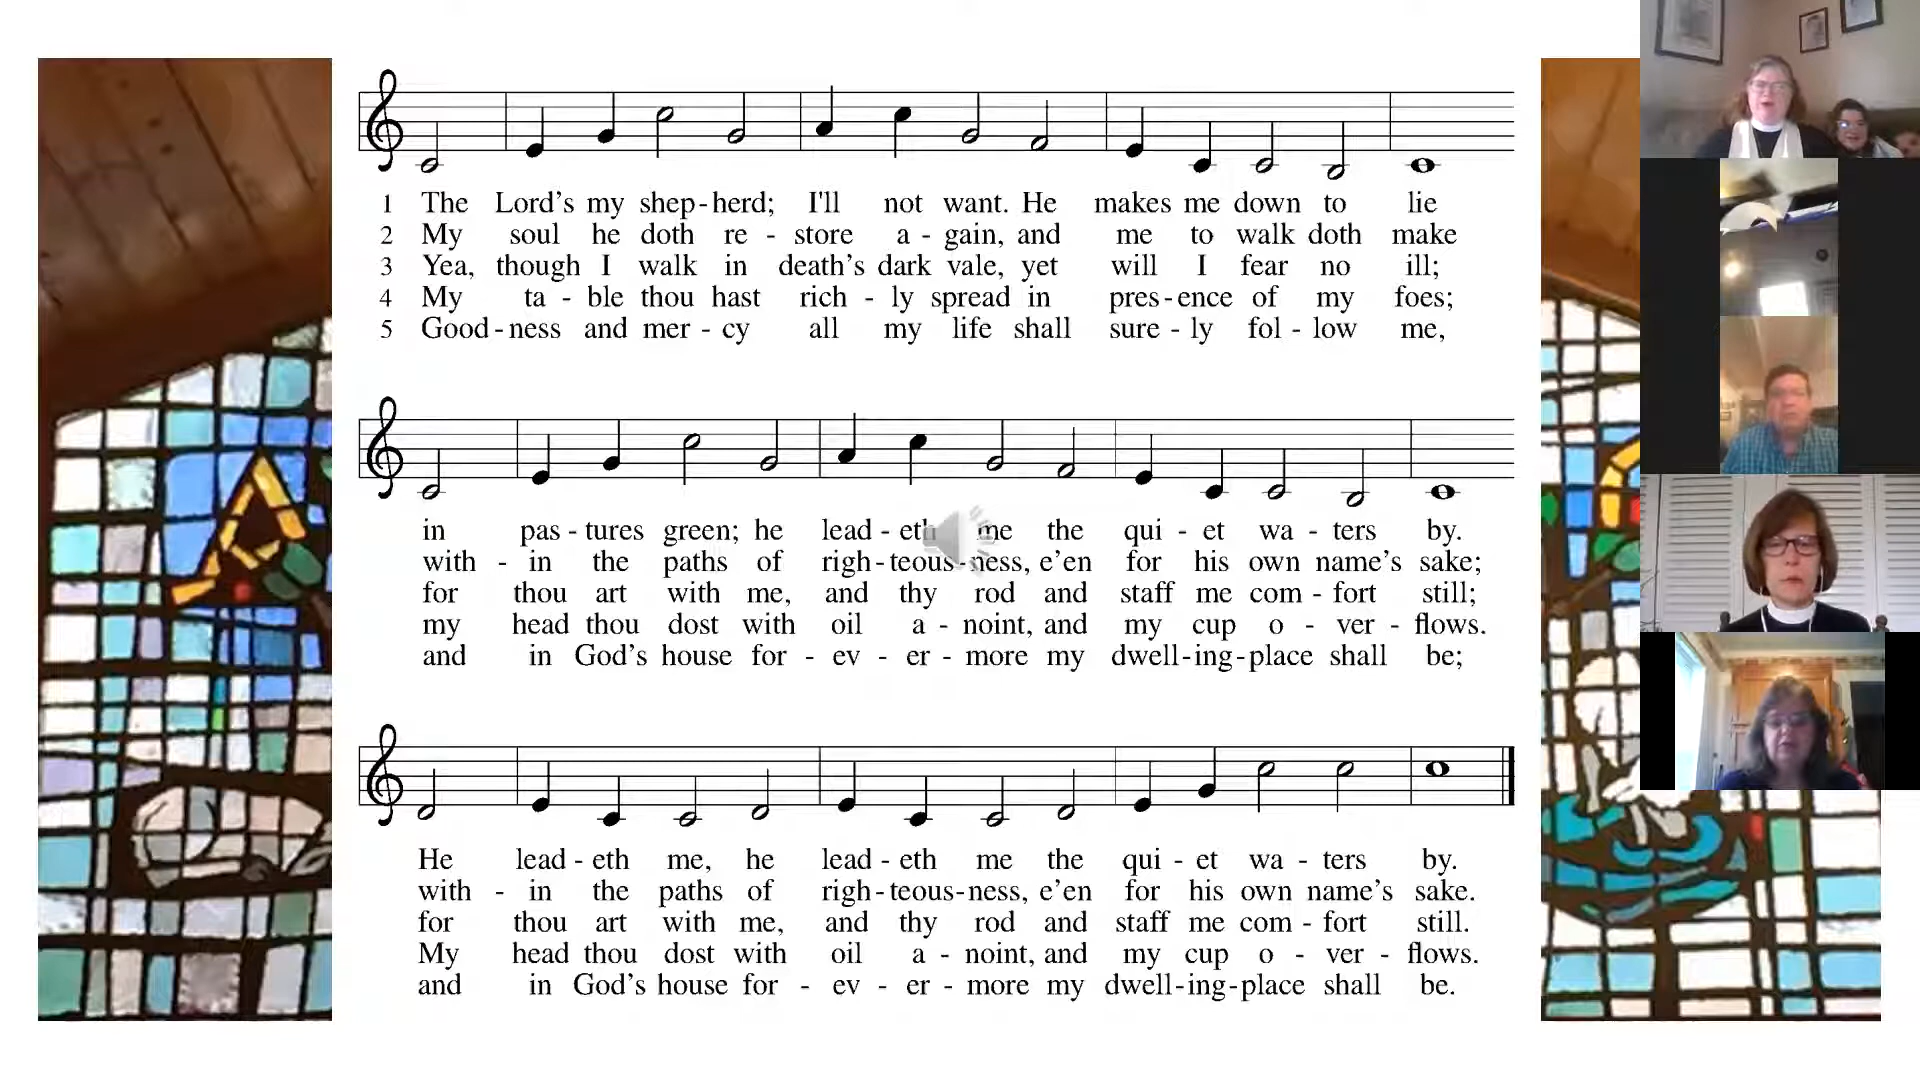 1 The Lord's my shep-herd; I'll not want. He makes me down to lie
2 My soul he doth re - store a - gain, and me to walk doth make
3 Yea, though I walk in death's dark vale, yet will I fear no ill;
4 My ta - ble thou hast rich - ly spread in pres-ence of my foes;
5 Good-ness and mer - cy all my life shall sure - ly fol - low me,
in pas - tures green; he lead - eth me the qui - et wa - ters by.
with - in the paths of righ-teous-ness, e'en for his own name's sake;
for thou art with me, and thy rod and staff me com - fort still;
my head thou dost with oil a - noint, and my cup o - ver - flows.
and in God's house for - ev - er - more my dwell-ing-place shall be;
He lead - eth me, he lead - eth me the qui - et wa - ters by.
with - in the paths of righ-teous-ness, e'en for his own name's sake.
for thou art with me, and thy rod and staff me com - fort still.
My head thou dost with oil a - noint, and my cup o - ver - flows.
and in God's house for - ev - er - more my dwell-ing-place shall be.